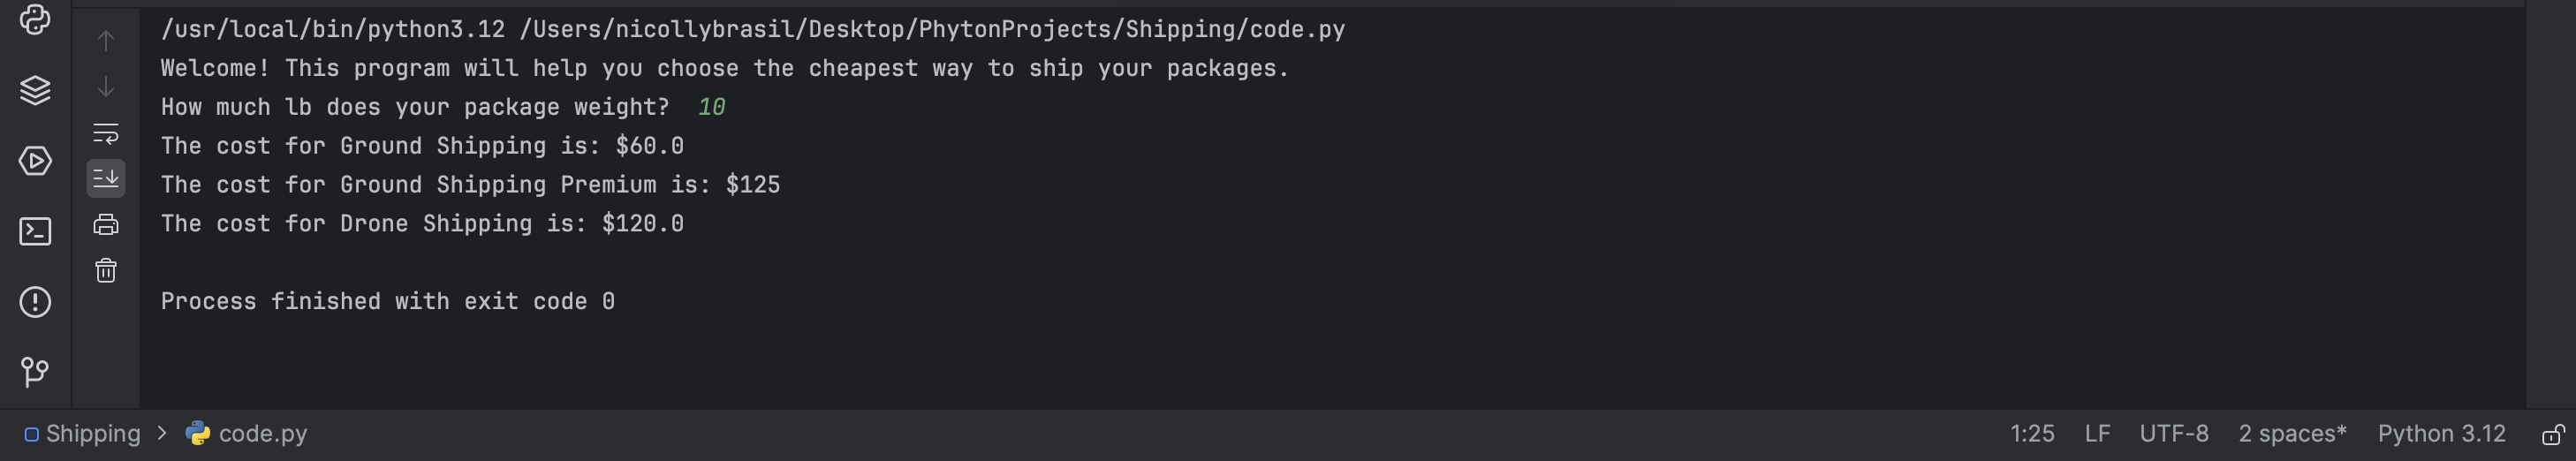 /usr/local/bin/python3.12 /Users/nicollybrasil/Desktop/PhytonProjects/Shipping/code.py
Welcome! This program will help you choose the cheapest way to ship your packages.
How much lb does your package weight?  10
The cost for Ground Shipping is: $60.0
The cost for Ground Shipping Premium is: $125
The cost for Drone Shipping is: $120.0
Process finished with exit code 0
Shipping > code.py 1:25 LF UTF-8 2 spaces* Python 3.12